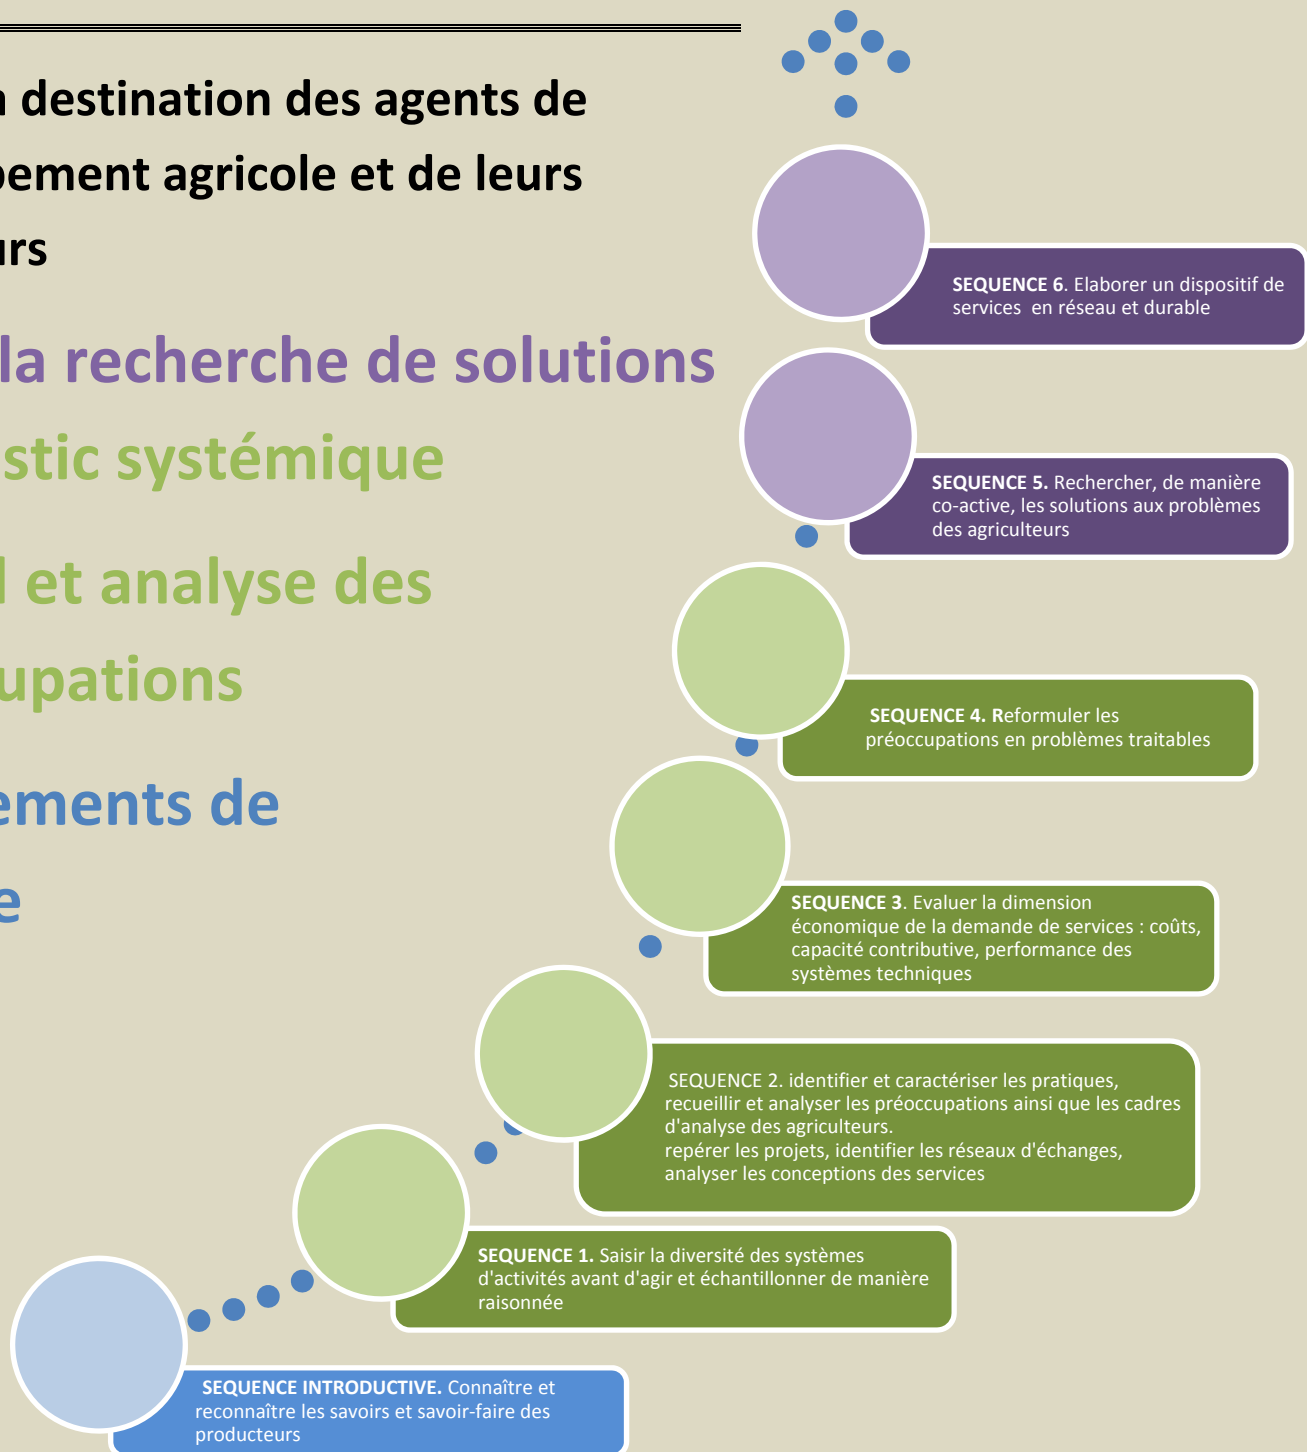 destination des agents de
pement agricole et de leurs
urs
la recherche de solutions
stic systémique
et analyse des
upations
ements de
e
SEQUENCE 6. Elaborer un dispositif de
services en réseau et durable
SEQUENCE 5. Rechercher, de manière
co-active, les solutions aux problèmes
des agriculteurs
SEQUENCE 4. Reformuler les
préoccupations en problèmes traitables
SEQUENCE 3. Evaluer la dimension
économique de la demande de services : coûts,
capacité contributive, performance des
systèmes techniques
SEQUENCE 2. identifier et caractériser les pratiques,
recueillir et analyser les préoccupations ainsi que les cadres
d'analyse des agriculteurs.
repérer les projets, identifier les réseaux d'échanges,
analyser les conceptions des services
SEQUENCE 1. Saisir la diversité des systèmes
d'activités avant d'agir et échantillonner de manière
raisonnée
SEQUENCE INTRODUCTIVE. Connaître et
reconnaître les savoirs et savoir-faire des
producteurs